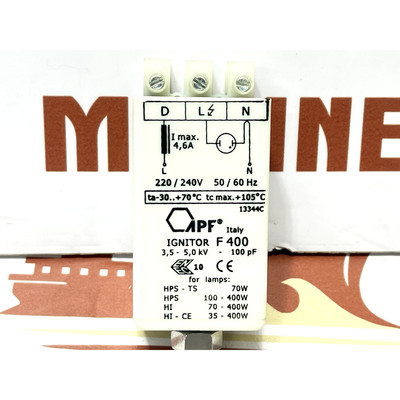 MARINE
D L N
I max.
4,6A
L N
220 / 240V 50 / 60 Hz
ta-30..+70°C tc max.+105°C
13344C
APF® Italy
IGNITOR F 400
3,5 - 5,0 kV - 100 pF
10 CE
for lamps:
HPS - TS 70W
HPS 100 - 400W
HI 70 - 400W
HI - CE 35 - 400W